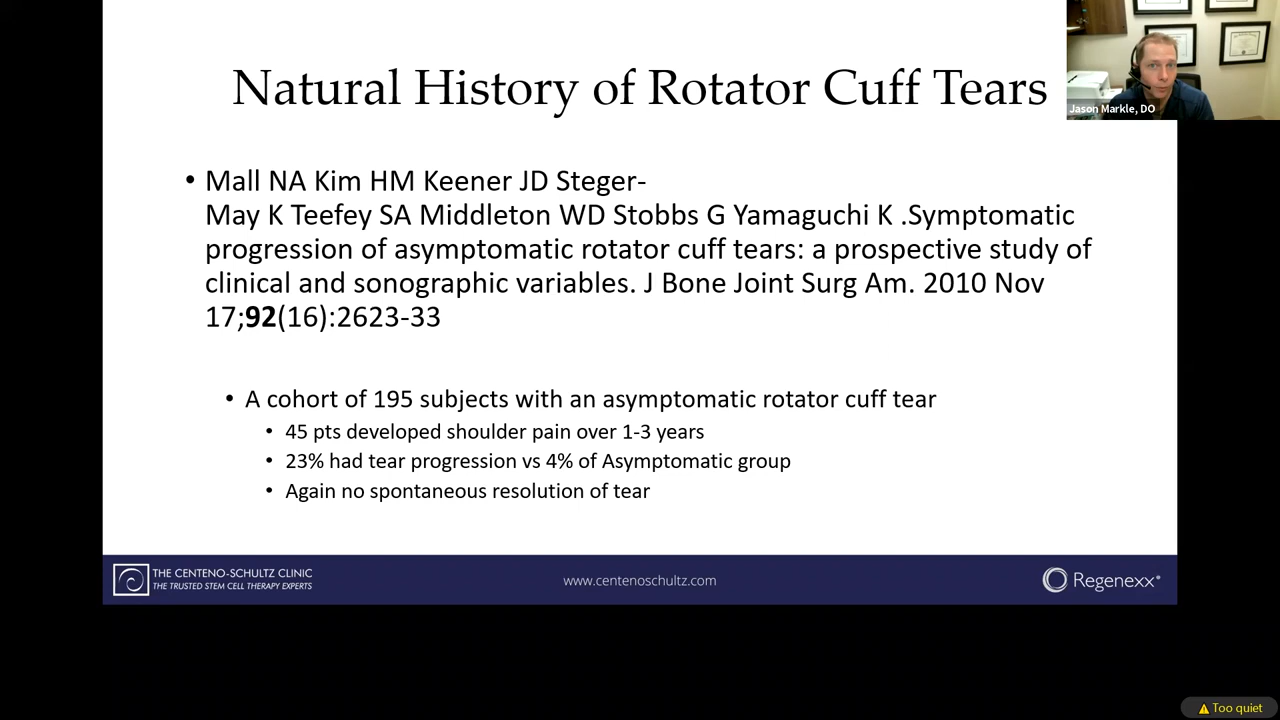 Natural History of Rotator Cuff Tears
Jason Markle, DO
• Mall NA Kim HM Keener JD Steger-
May K Teefey SA Middleton WD Stobbs G Yamaguchi K .Symptomatic
progression of asymptomatic rotator cuff tears: a prospective study of
clinical and sonographic variables. J Bone Joint Surg Am. 2010 Nov
17;92(16):2623-33
• A cohort of 195 subjects with an asymptomatic rotator cuff tear
• 45 pts developed shoulder pain over 1-3 years
• 23% had tear progression vs 4% of Asymptomatic group
• Again no spontaneous resolution of tear
THE CENTENO-SCHULTZ CLINIC
THE TRUSTED STEM CELL THERAPY EXPERTS
www.centenoschultz.com
Regenexx®
Too quiet